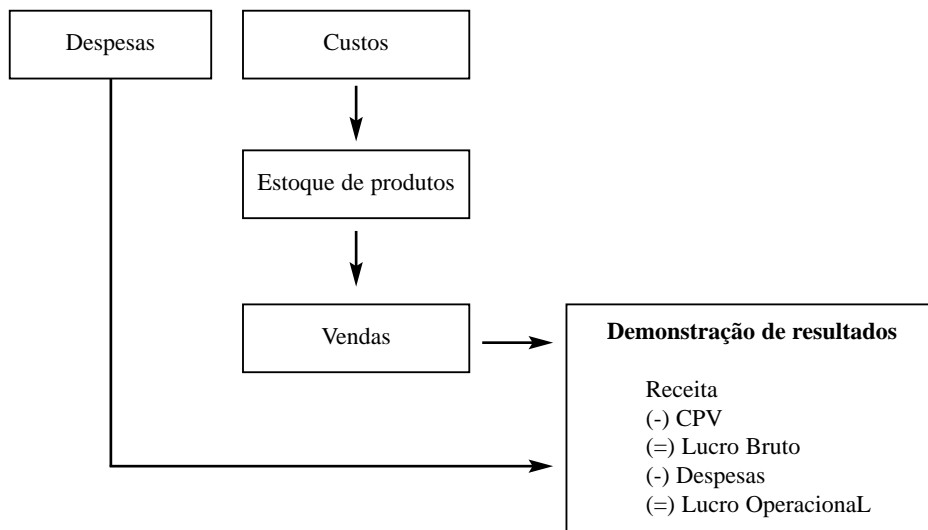 Despesas
Custos
Estoque de produtos
Vendas
Demonstração de resultados
Receita
(-) CPV
(=) Lucro Bruto
(-) Despesas
(=) Lucro OperacionaL